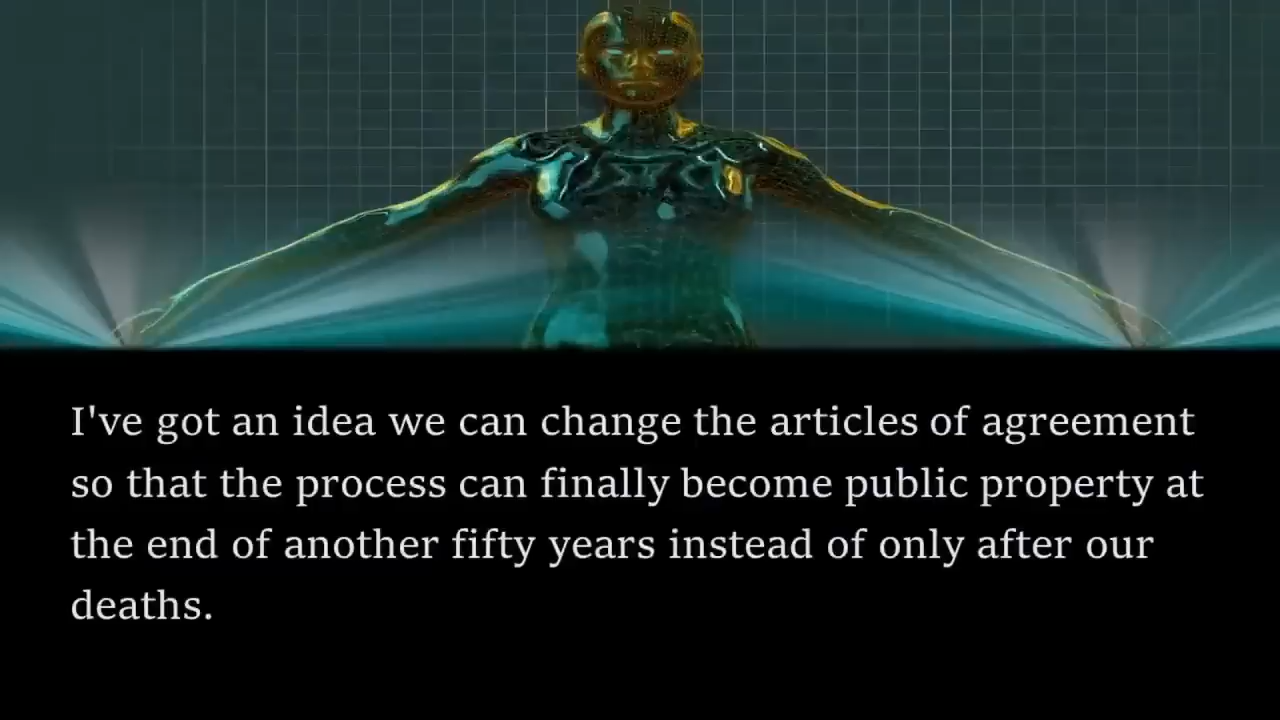 I've got an idea we can change the articles of agreement
so that the process can finally become public property at
the end of another fifty years instead of only after our
deaths.